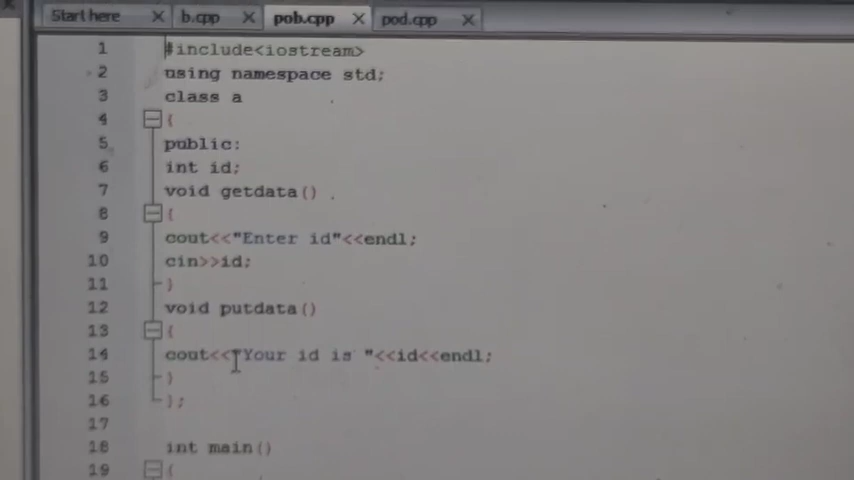 Start here b.cpp pob.cpp pod.cpp
1 #include<iostream>
2 using namespace std;
3 class a
4 {
5 public:
6 int id;
7 void getdata()
8 {
9 cout<<"Enter id"<<endl;
10 cin>>id;
11 }
12 void putdata()
13 {
14 cout<<"Your id is "<<id<<endl;
15 }
16 };
17
18 int main()
19 {